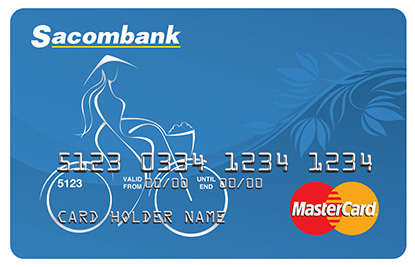 Sacombank
5123 0334 1234 1234
5123 VALID FROM 00/00 UNTIL END 00/00
CARD HOLDER NAME
MasterCard